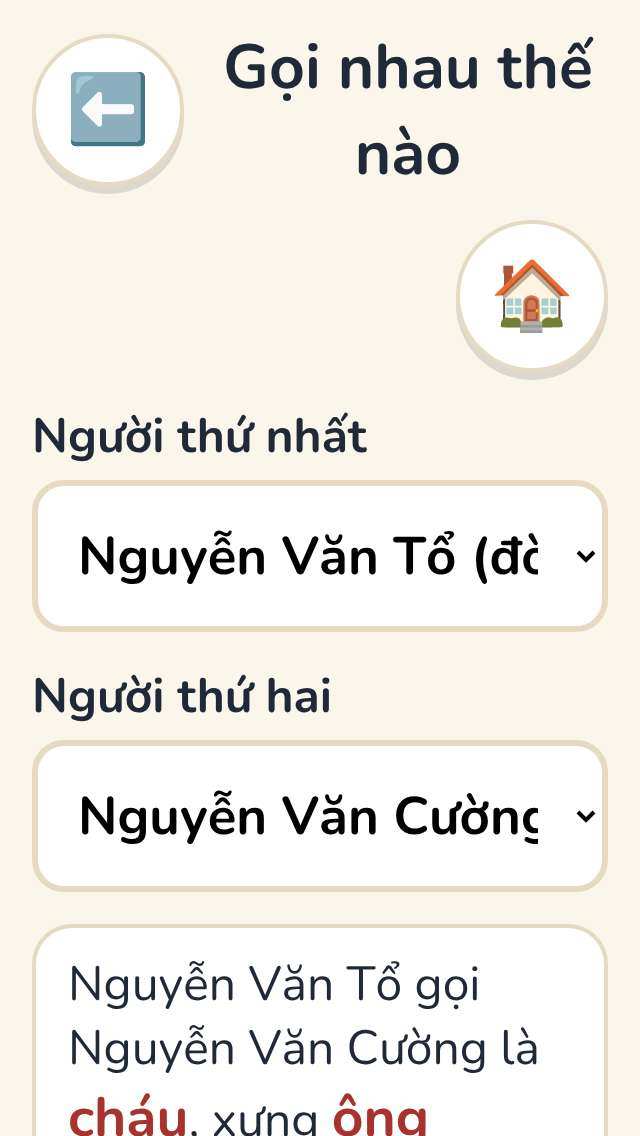 Gọi nhau thế
nào
Người thứ nhất
Nguyễn Văn Tổ
Người thứ hai
Nguyễn Văn Cường
Nguyễn Văn Tổ gọi
Nguyễn Văn Cường là
cháu, xưng ông